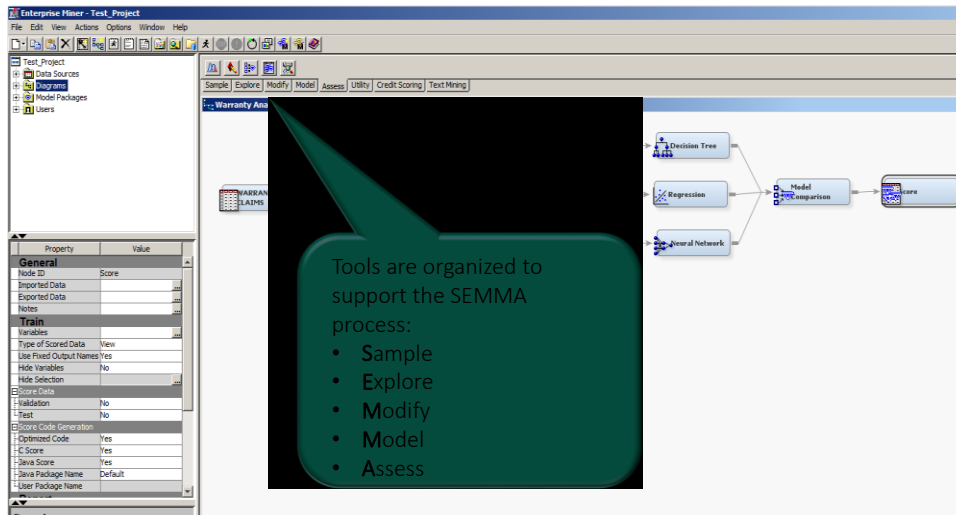 Enterprise Miner - Test_Project
File Edit View Actions Options Window Help
Test_Project
Data Sources
Diagrams
Model Packages
Users
Sample Explore Modify Model Assess Utility Credit Scoring Text Mining
Warranty Ana
WARRAN
CLAIMS
Decision Tree
Regression
Neural Network
Model
Comparison
Score
Tools are organized to
support the SEMMA
process:
• Sample
• Explore
• Modify
• Model
• Assess
Property Value
General
Node ID Score
Imported Data ...
Exported Data ...
Notes ...
Train
Variables ...
Type of Scored Data View
Use Fixed Output Names Yes
Hide Variables No
Hide Selection ...
Score Data
Validation No
Test No
Score Code Generation
Optimized Code Yes
C Score Yes
Java Score Yes
Java Package Name Default
User Package Name